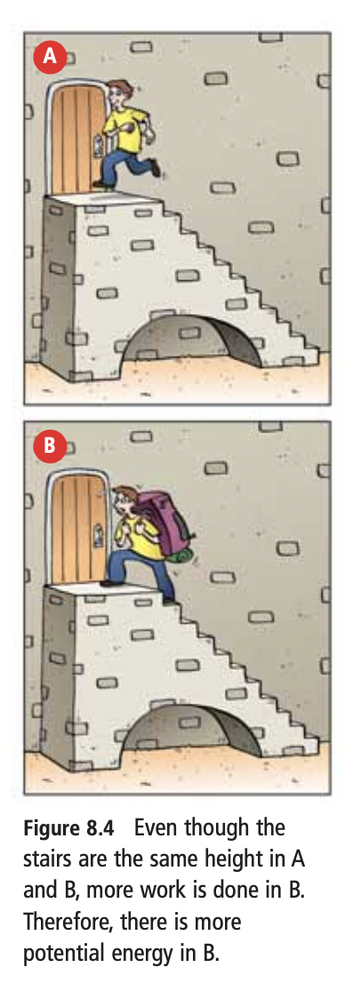 A
B
Figure 8.4 Even though the
stairs are the same height in A
and B, more work is done in B.
Therefore, there is more
potential energy in B.